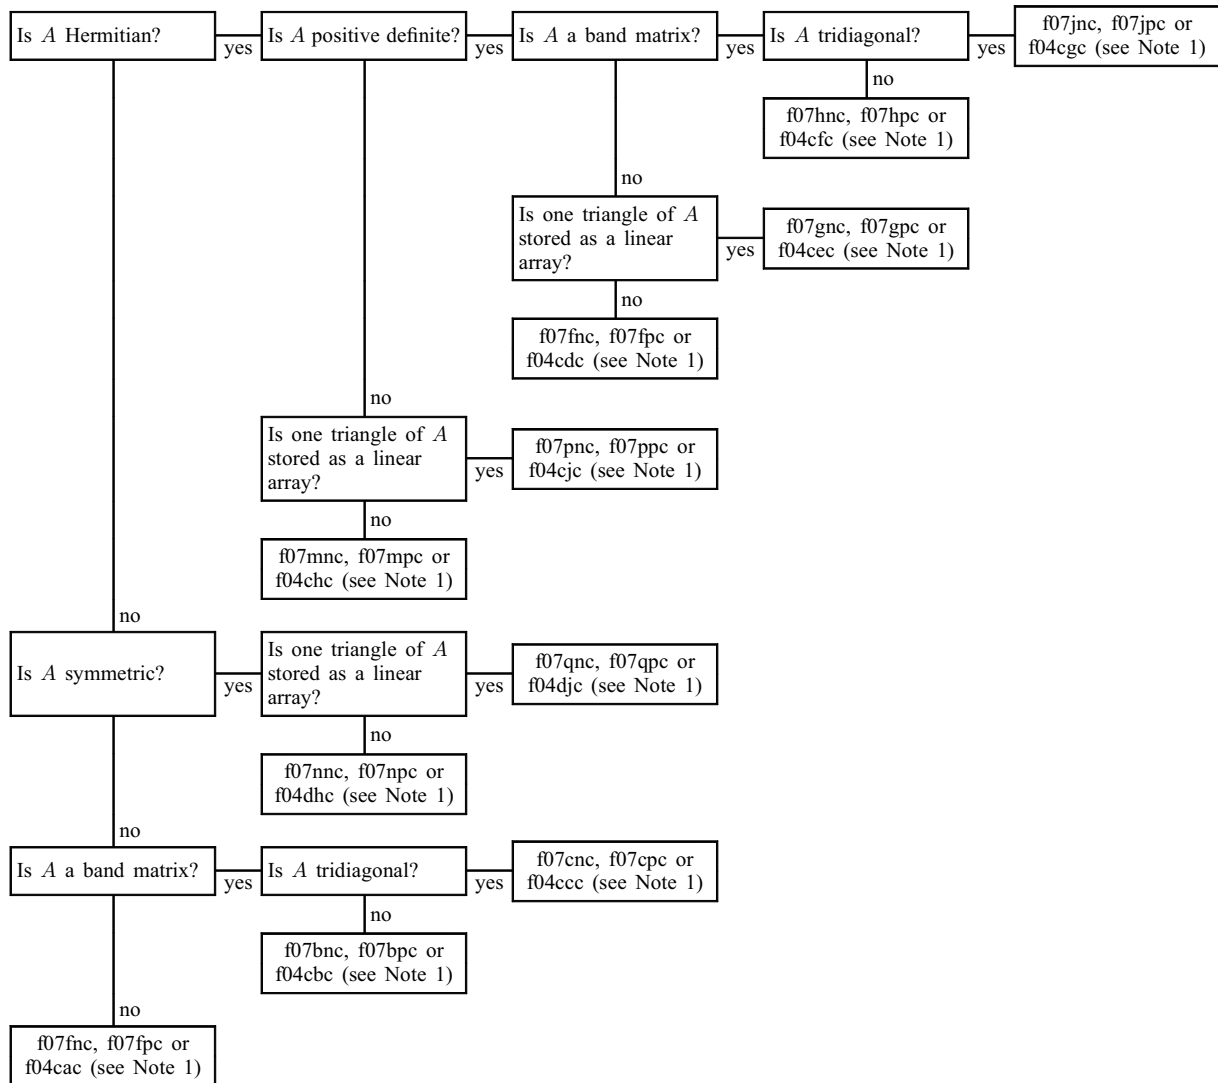 Is A Hermitian?
yes
Is A positive definite?
yes
Is A a band matrix?
yes
Is A tridiagonal?
yes
f07jnc, f07jpc or
f04cgc (see Note 1)
no
f07hnc, f07hpc or
f04cfc (see Note 1)
no
Is one triangle of A
stored as a linear
array?
yes
f07gnc, f07gpc or
f04cec (see Note 1)
no
f07fnc, f07fpc or
f04cdc (see Note 1)
no
Is one triangle of A
stored as a linear
array?
yes
f07pnc, f07ppc or
f04cjc (see Note 1)
no
f07mnc, f07mpc or
f04chc (see Note 1)
no
Is A symmetric?
yes
Is one triangle of A
stored as a linear
array?
yes
f07qnc, f07qpc or
f04djc (see Note 1)
no
f07nnc, f07npc or
f04dhc (see Note 1)
no
Is A a band matrix?
yes
Is A tridiagonal?
yes
f07cnc, f07cpc or
f04ccc (see Note 1)
no
f07bnc, f07bpc or
f04cbc (see Note 1)
no
f07fnc, f07fpc or
f04cac (see Note 1)